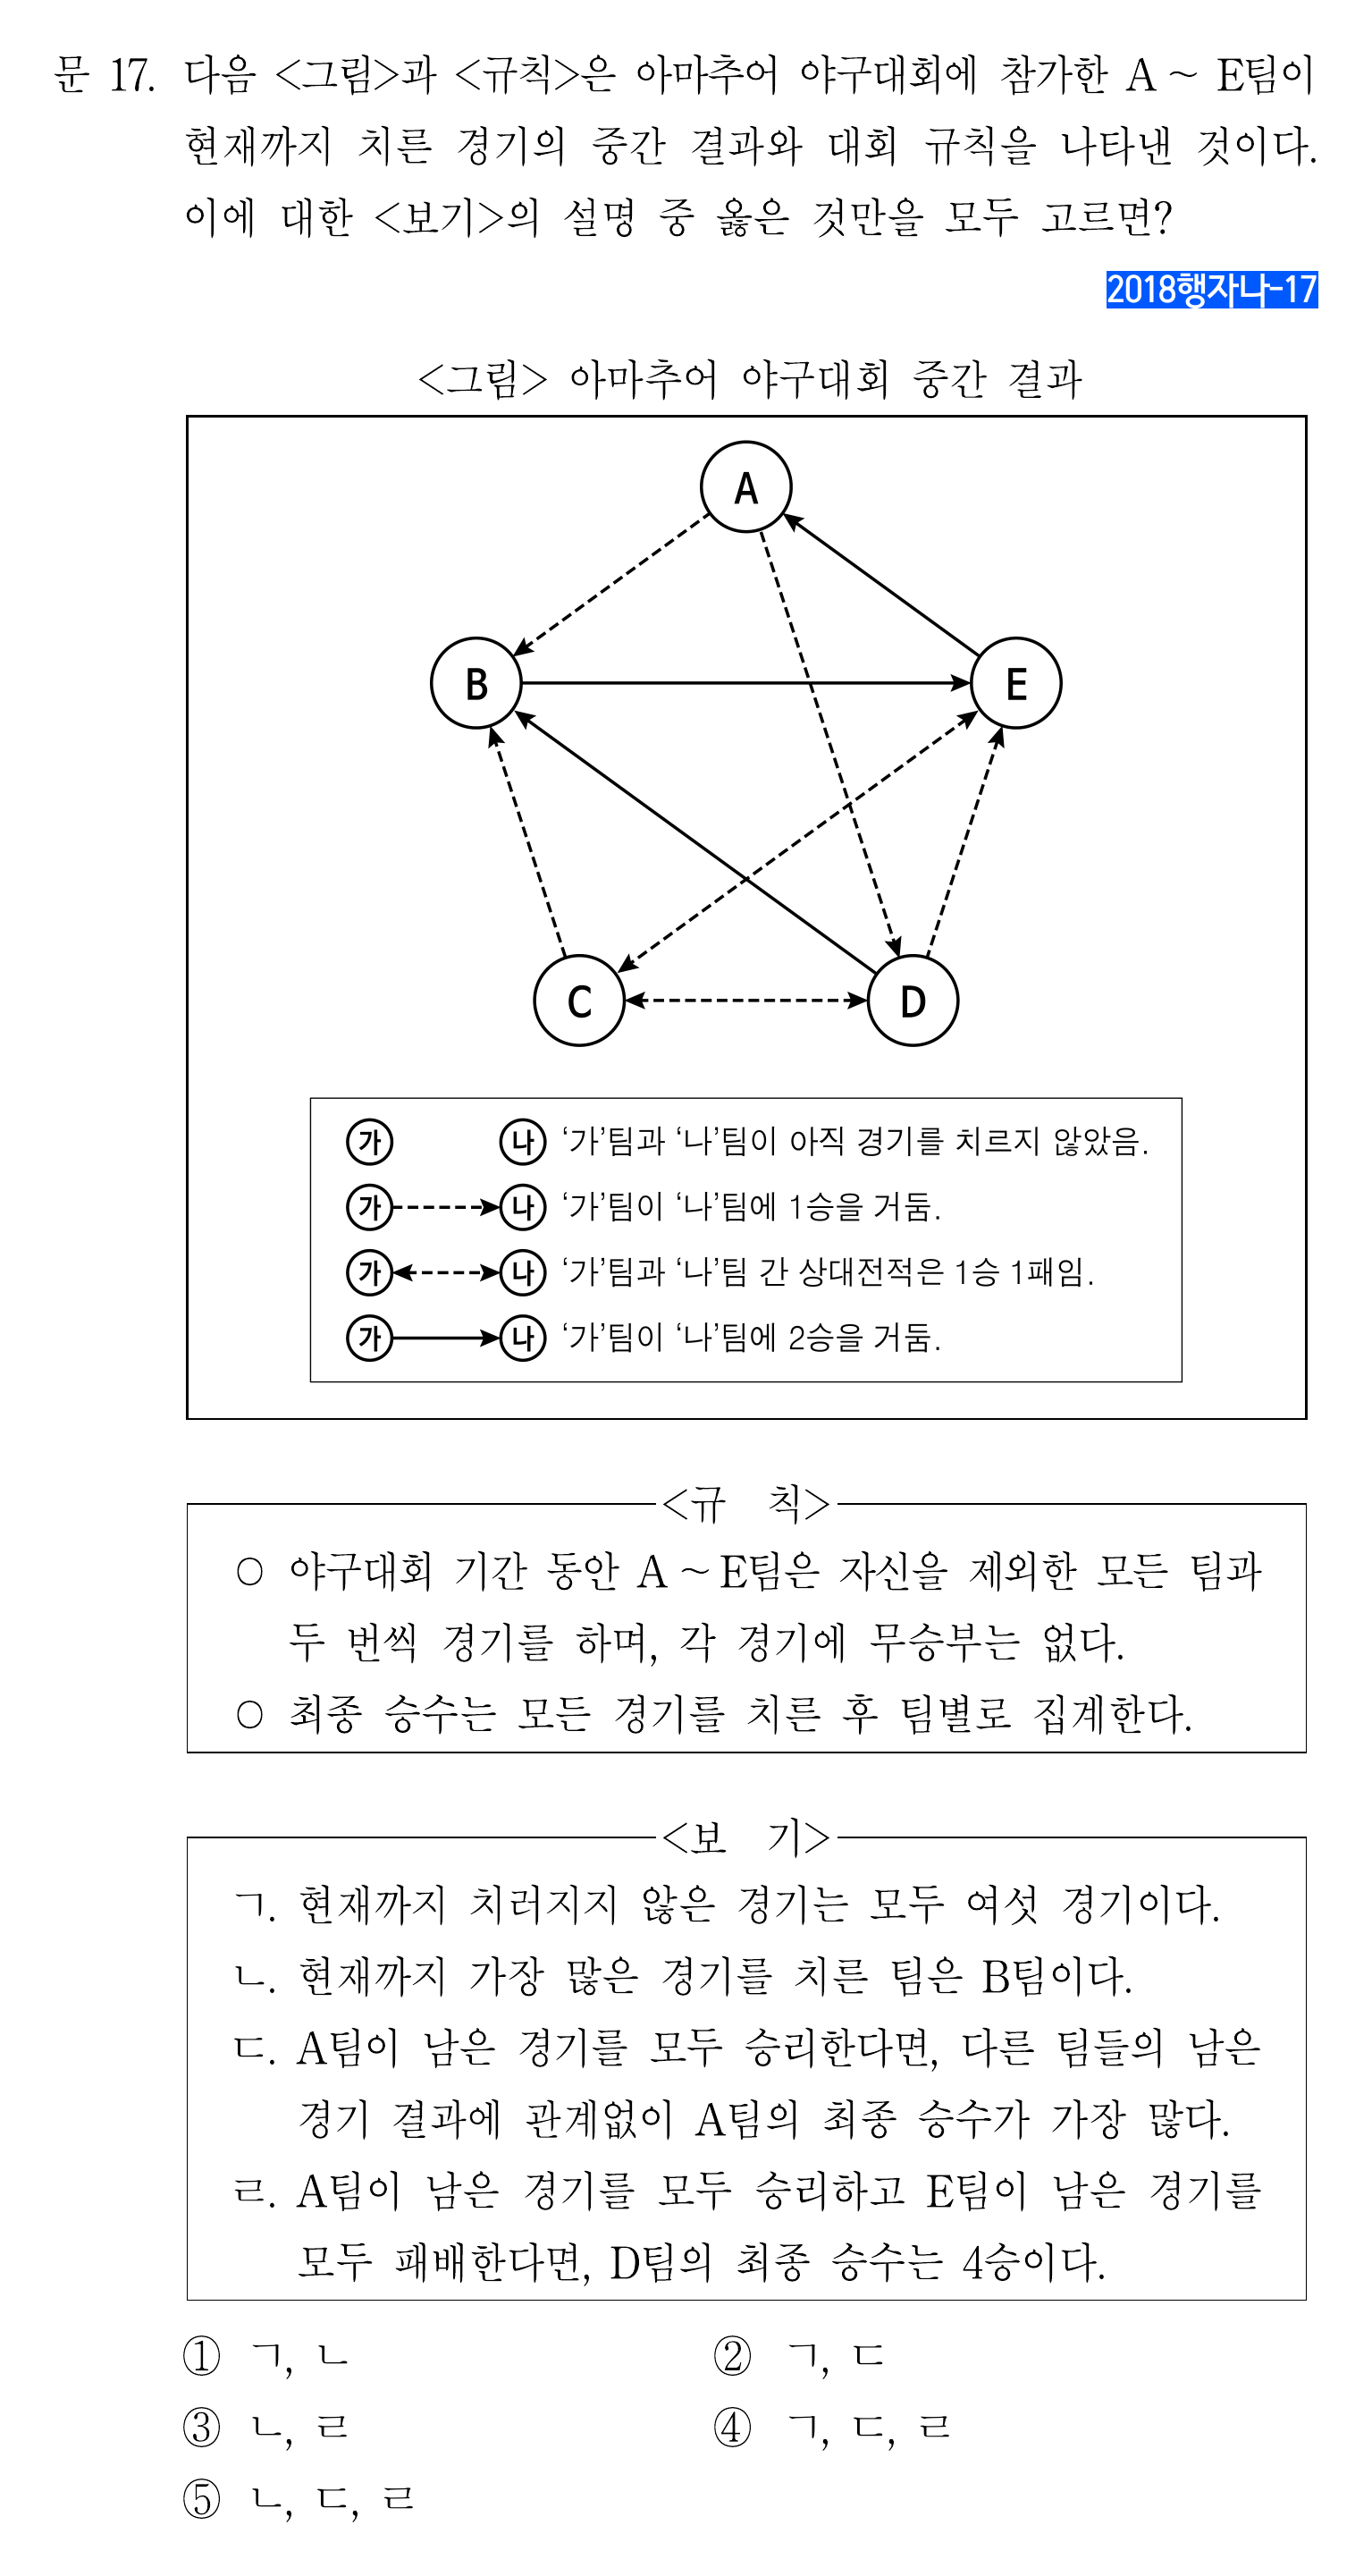 문 17. 다음 <그림>과 <규칙>은 아마추어 야구대회에 참가한 A ~ E팀이
현재까지 치른 경기의 중간 결과와 대회 규칙을 나타낸 것이다.
이에 대한 <보기>의 설명 중 옳은 것만을 모두 고르면?
2018행자나-17
<그림> 아마추어 야구대회 중간 결과
A
B
E
C
D
가 나 ‘가’팀과 ‘나’팀이 아직 경기를 치르지 않았음.
가 나 ‘가’팀이 ‘나’팀에 1승을 거둠.
가 나 ‘가’팀과 ‘나’팀 간 상대전적은 1승 1패임.
가 나 ‘가’팀이 ‘나’팀에 2승을 거둠.
<규 칙>
○ 야구대회 기간 동안 A ~ E팀은 자신을 제외한 모든 팀과
두 번씩 경기를 하며, 각 경기에 무승부는 없다.
○ 최종 승수는 모든 경기를 치른 후 팀별로 집계한다.
<보 기>
ㄱ. 현재까지 치러지지 않은 경기는 모두 여섯 경기이다.
ㄴ. 현재까지 가장 많은 경기를 치른 팀은 B팀이다.
ㄷ. A팀이 남은 경기를 모두 승리한다면, 다른 팀들의 남은
경기 결과에 관계없이 A팀의 최종 승수가 가장 많다.
ㄹ. A팀이 남은 경기를 모두 승리하고 E팀이 남은 경기를
모두 패배한다면, D팀의 최종 승수는 4승이다.
① ㄱ, ㄴ ② ㄱ, ㄷ
③ ㄴ, ㄹ ④ ㄱ, ㄷ, ㄹ
⑤ ㄴ, ㄷ, ㄹ